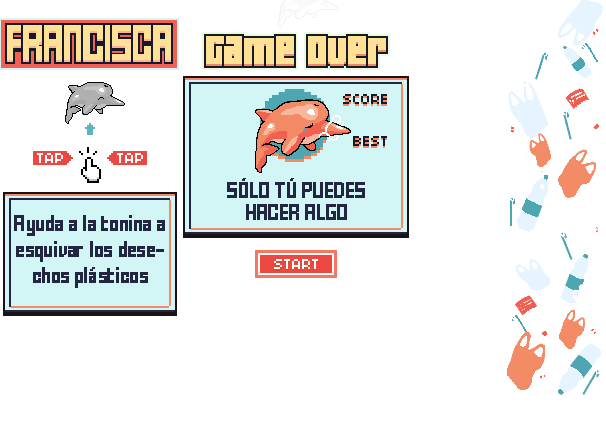 FRANCISCA
TAP TAP
Ayuda a la tonina a
esquivar los dese-
chos plásticos
Game Over
SCORE
BEST
SÓLO TÚ PUEDES
HACER ALGO
START